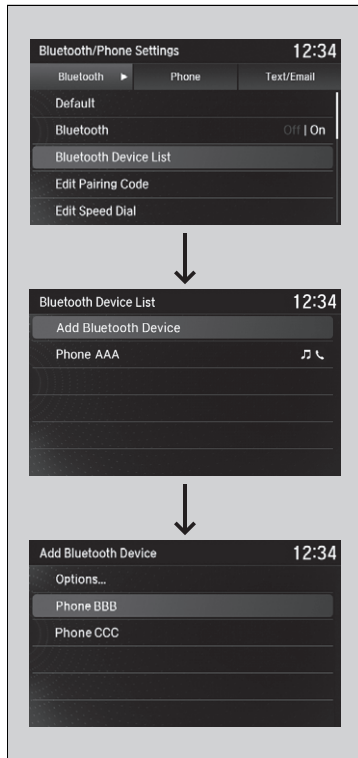 Bluetooth/Phone Settings 12:34
Bluetooth ► Phone Text/Email
Default
Bluetooth Off | On
Bluetooth Device List
Edit Pairing Code
Edit Speed Dial
Bluetooth Device List 12:34
Add Bluetooth Device
Phone AAA
Add Bluetooth Device 12:34
Options...
Phone BBB
Phone CCC